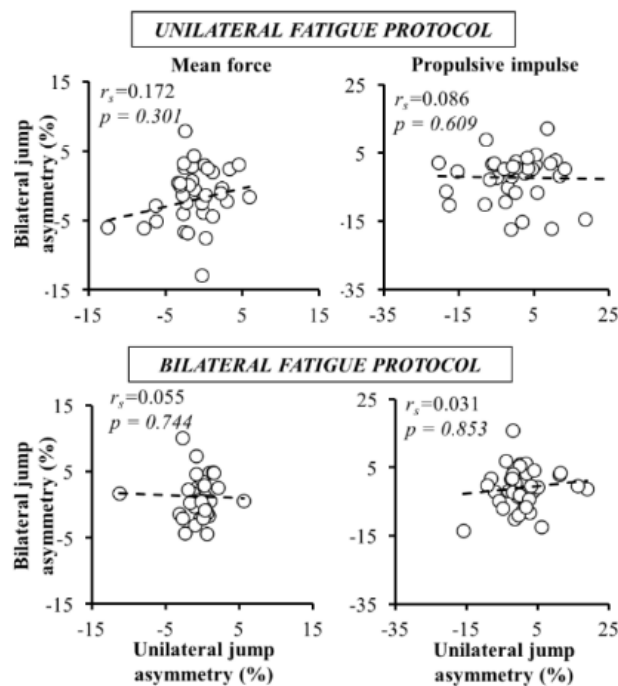 UNILATERAL FATIGUE PROTOCOL
Mean force
Propulsive impulse
Bilateral jump
asymmetry (%)
15
5
-5
-15
-15
-5
5
15
rs=0.172
p = 0.301
25
5
-15
-35
-35
-15
5
25
rs=0.086
p = 0.609
BILATERAL FATIGUE PROTOCOL
Bilateral jump
asymmetry (%)
15
5
-5
-15
-15
-5
5
15
rs=0.055
p = 0.744
Unilateral jump
asymmetry (%)
25
5
-15
-35
-35
-15
5
25
rs=0.031
p = 0.853
Unilateral jump
asymmetry (%)